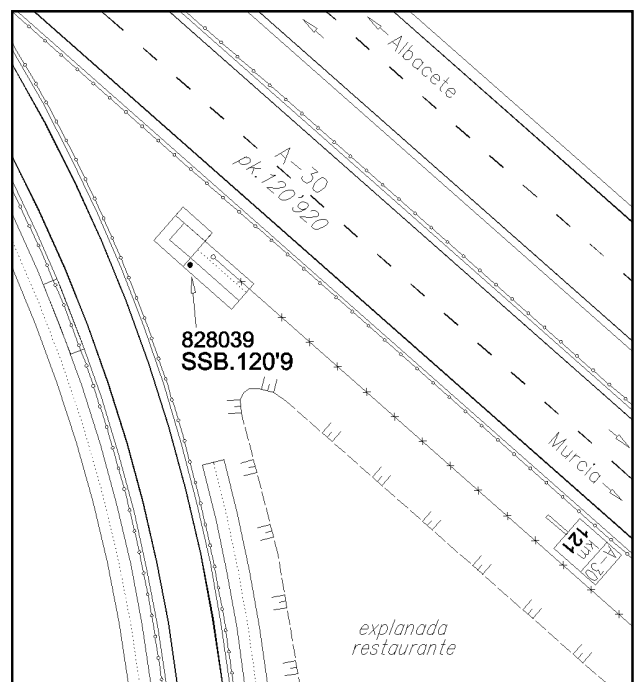 Albacete
A-30
pk.120'920
828039
SSB.120'9
Murcia
A-30
km
121
explanada
restaurante